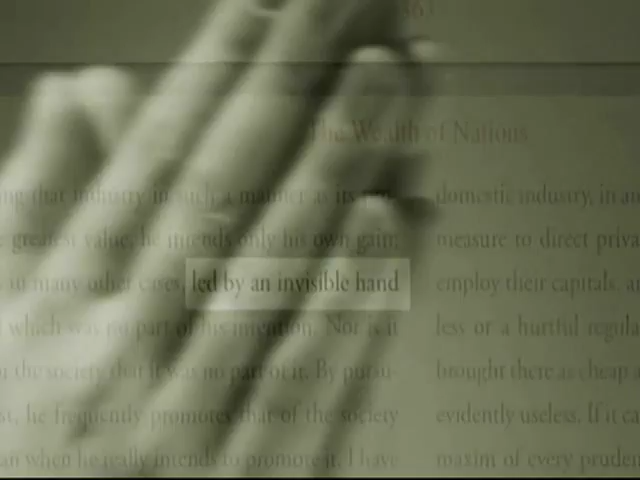 363
The Wealth of Nations
ing that industry in such a manner as its
greatest value, he intends only his own gain;
in many other cases, led by an invisible hand
which was no part of his intention. Nor is it
the society that it was no part of it. By pursu-
he frequently promotes that of the society
an when he really intends to promote it. I have
domestic industry, in
measure to direct priva
employ their capitals, a
less or a hurtful regula
brought there as cheap a
evidently useless. If it ca
maxim of every pruden